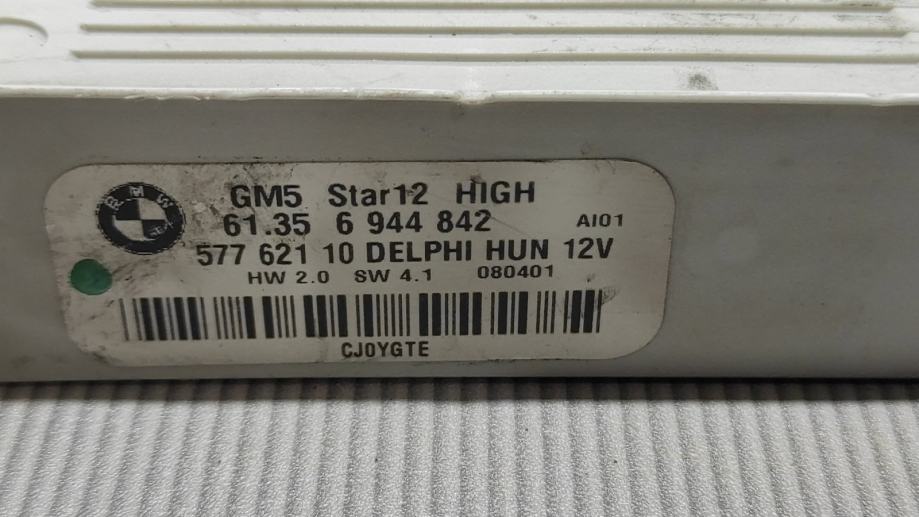 BMW
GM5 Star12 HIGH
61.35 6 944 842 AI01
577 621 10 DELPHI HUN 12V
HW 2.0 SW 4.1 080401
CJ0YGTE